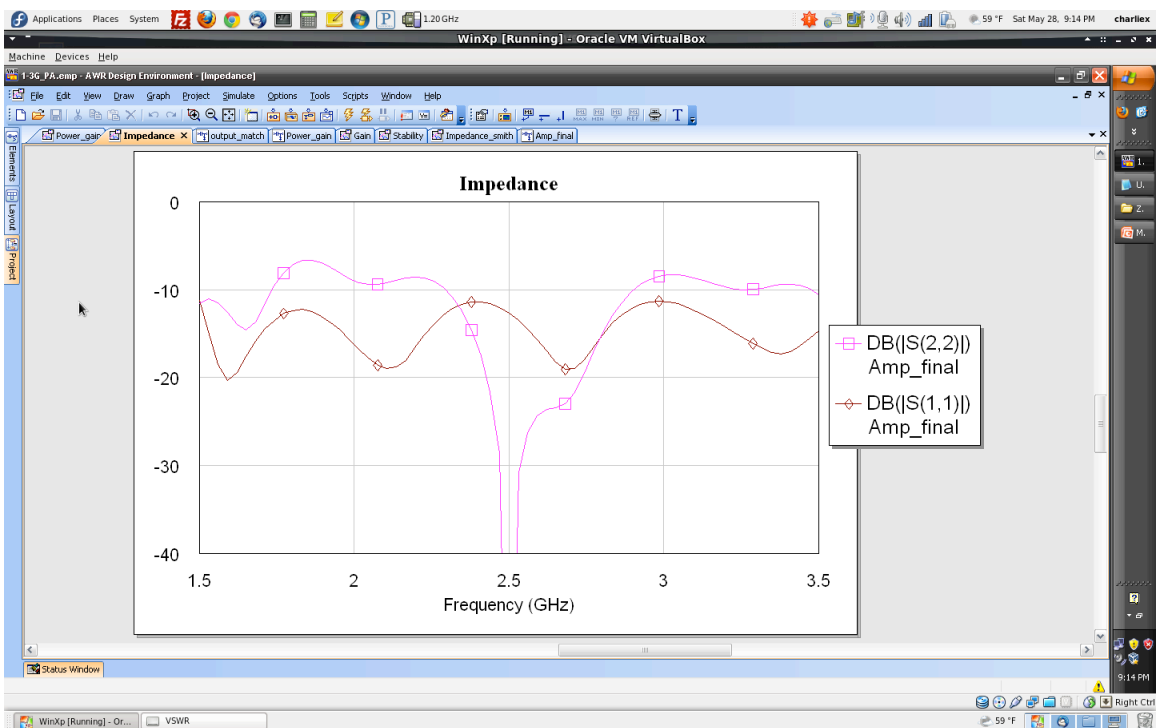 Applications Places System 1.20 GHz 59 °F Sat May 28, 9:14 PM charliex
WinXp [Running] - Oracle VM VirtualBox
Machine Devices Help
1-3G_PA.emp - AWR Design Environment - [Impedance]
File Edit View Draw Graph Project Simulate Options Tools Scripts Window Help
Power_gain Impedance output_match Power_gain Gain Stability Impedance_smith Amp_final
Elements
Layout
Project
1.
U.
Z.
M.
Impedance
0
-10
-20
-30
-40
1.5 2 2.5 3 3.5
Frequency (GHz)
DB(|S(2,2)|)
Amp_final
DB(|S(1,1)|)
Amp_final
Status Window
9:14 PM
Right Ctrl
WinXp [Running] - Or... VSWR 59 °F